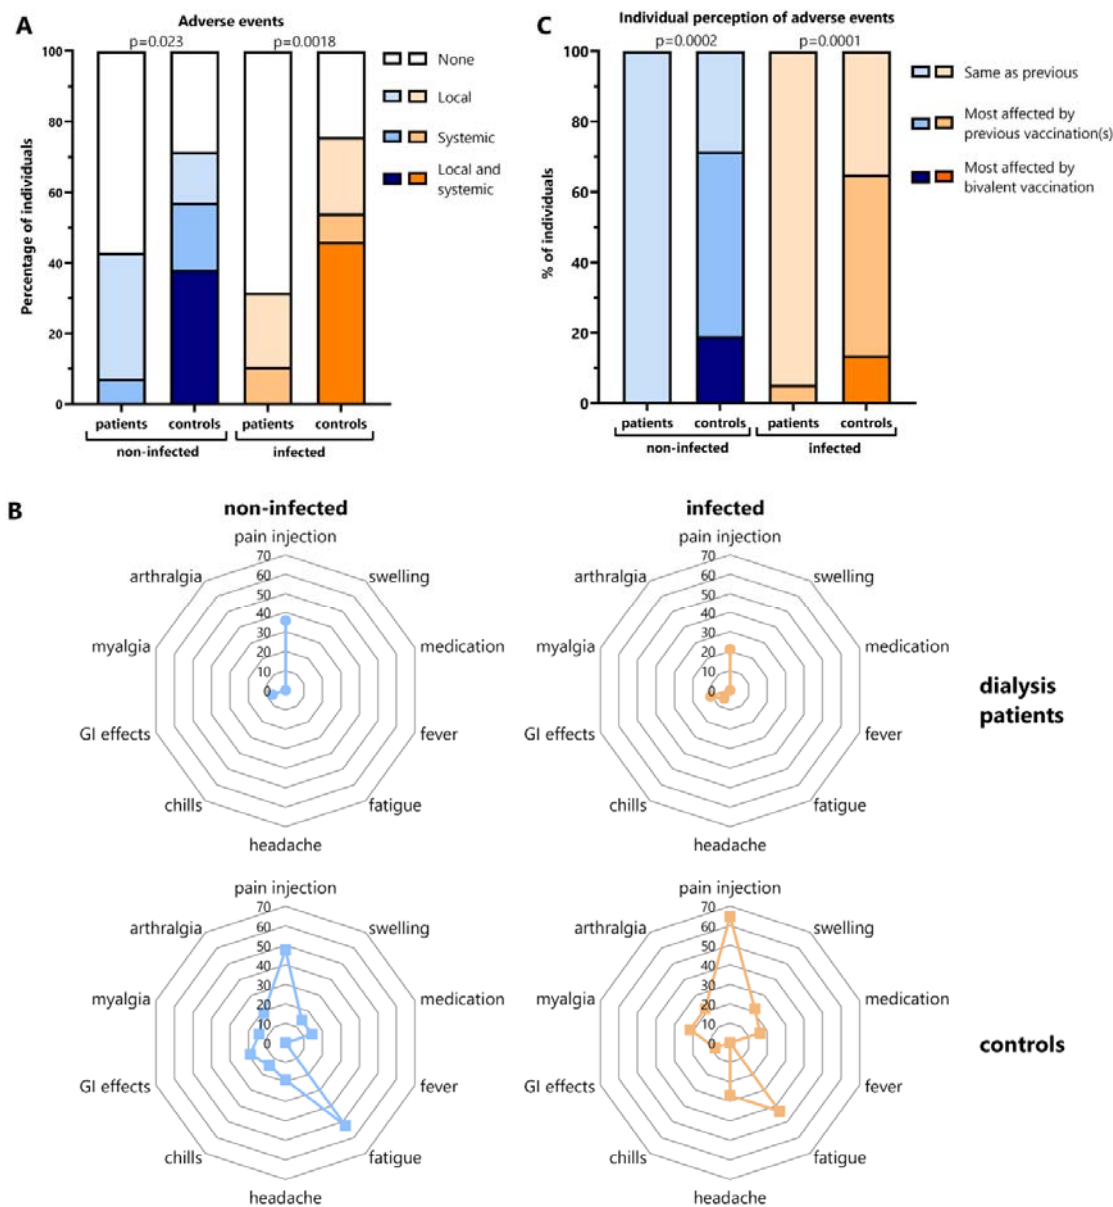 A
Adverse events
p=0.023
p=0.0018
Percentage of individuals
100
80
60
40
20
0
patients
controls
patients
controls
non-infected
infected
None
Local
Systemic
Local and
systemic
C
Individual perception of adverse events
p=0.0002
p=0.0001
% of individuals
100
80
60
40
20
0
patients
controls
patients
controls
non-infected
infected
Same as previous
Most affected by
previous vaccination(s)
Most affected by
bivalent vaccination
B
non-infected
pain injection
swelling
medication
fever
fatigue
headache
chills
GI effects
myalgia
arthralgia
70
60
50
40
30
20
10
0
infected
pain injection
swelling
medication
fever
fatigue
headache
chills
GI effects
myalgia
arthralgia
70
60
50
40
30
20
10
0
dialysis
patients
pain injection
swelling
medication
fever
fatigue
headache
chills
GI effects
myalgia
arthralgia
70
60
50
40
30
20
10
0
pain injection
swelling
medication
fever
fatigue
headache
chills
GI effects
myalgia
arthralgia
70
60
50
40
30
20
10
0
controls